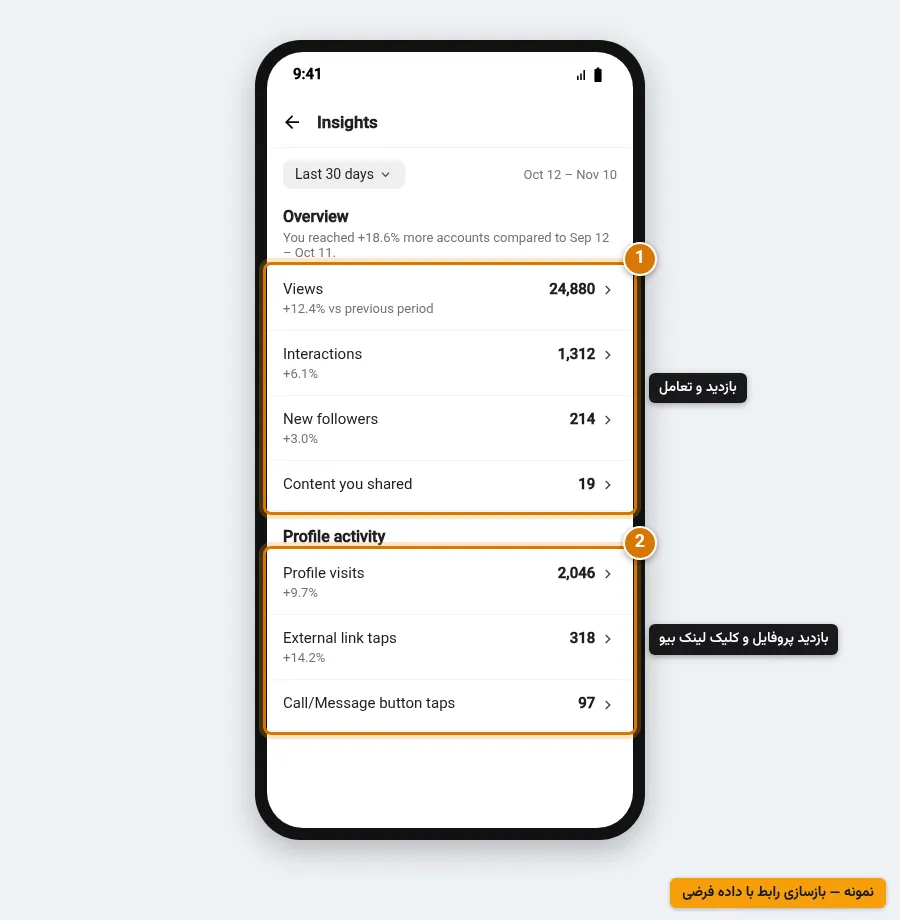 9:41
Insights
Last 30 days
Oct 12 – Nov 10
Overview
You reached +18.6% more accounts compared to Sep 12
– Oct 11.
1
Views
24,880
+12.4% vs previous period
Interactions
1,312
+6.1%
بازدید و تعامل
New followers
214
+3.0%
Content you shared
19
Profile activity
2
Profile visits
2,046
+9.7%
External link taps
318
بازدید پروفایل و کلیک لینک بیو
+14.2%
Call/Message button taps
97
نمونه — بازسازی رابط با داده فرضی